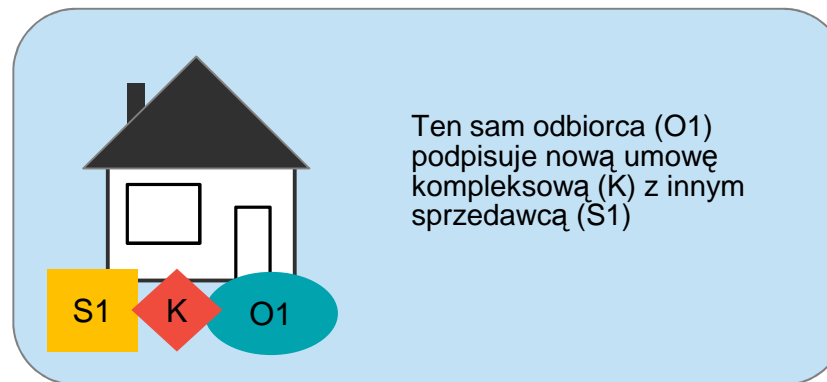 Ten sam odbiorca (O1)
podpisuje nową umowę
kompleksową (K) z innym
sprzedawcą (S1)
S1
K
O1